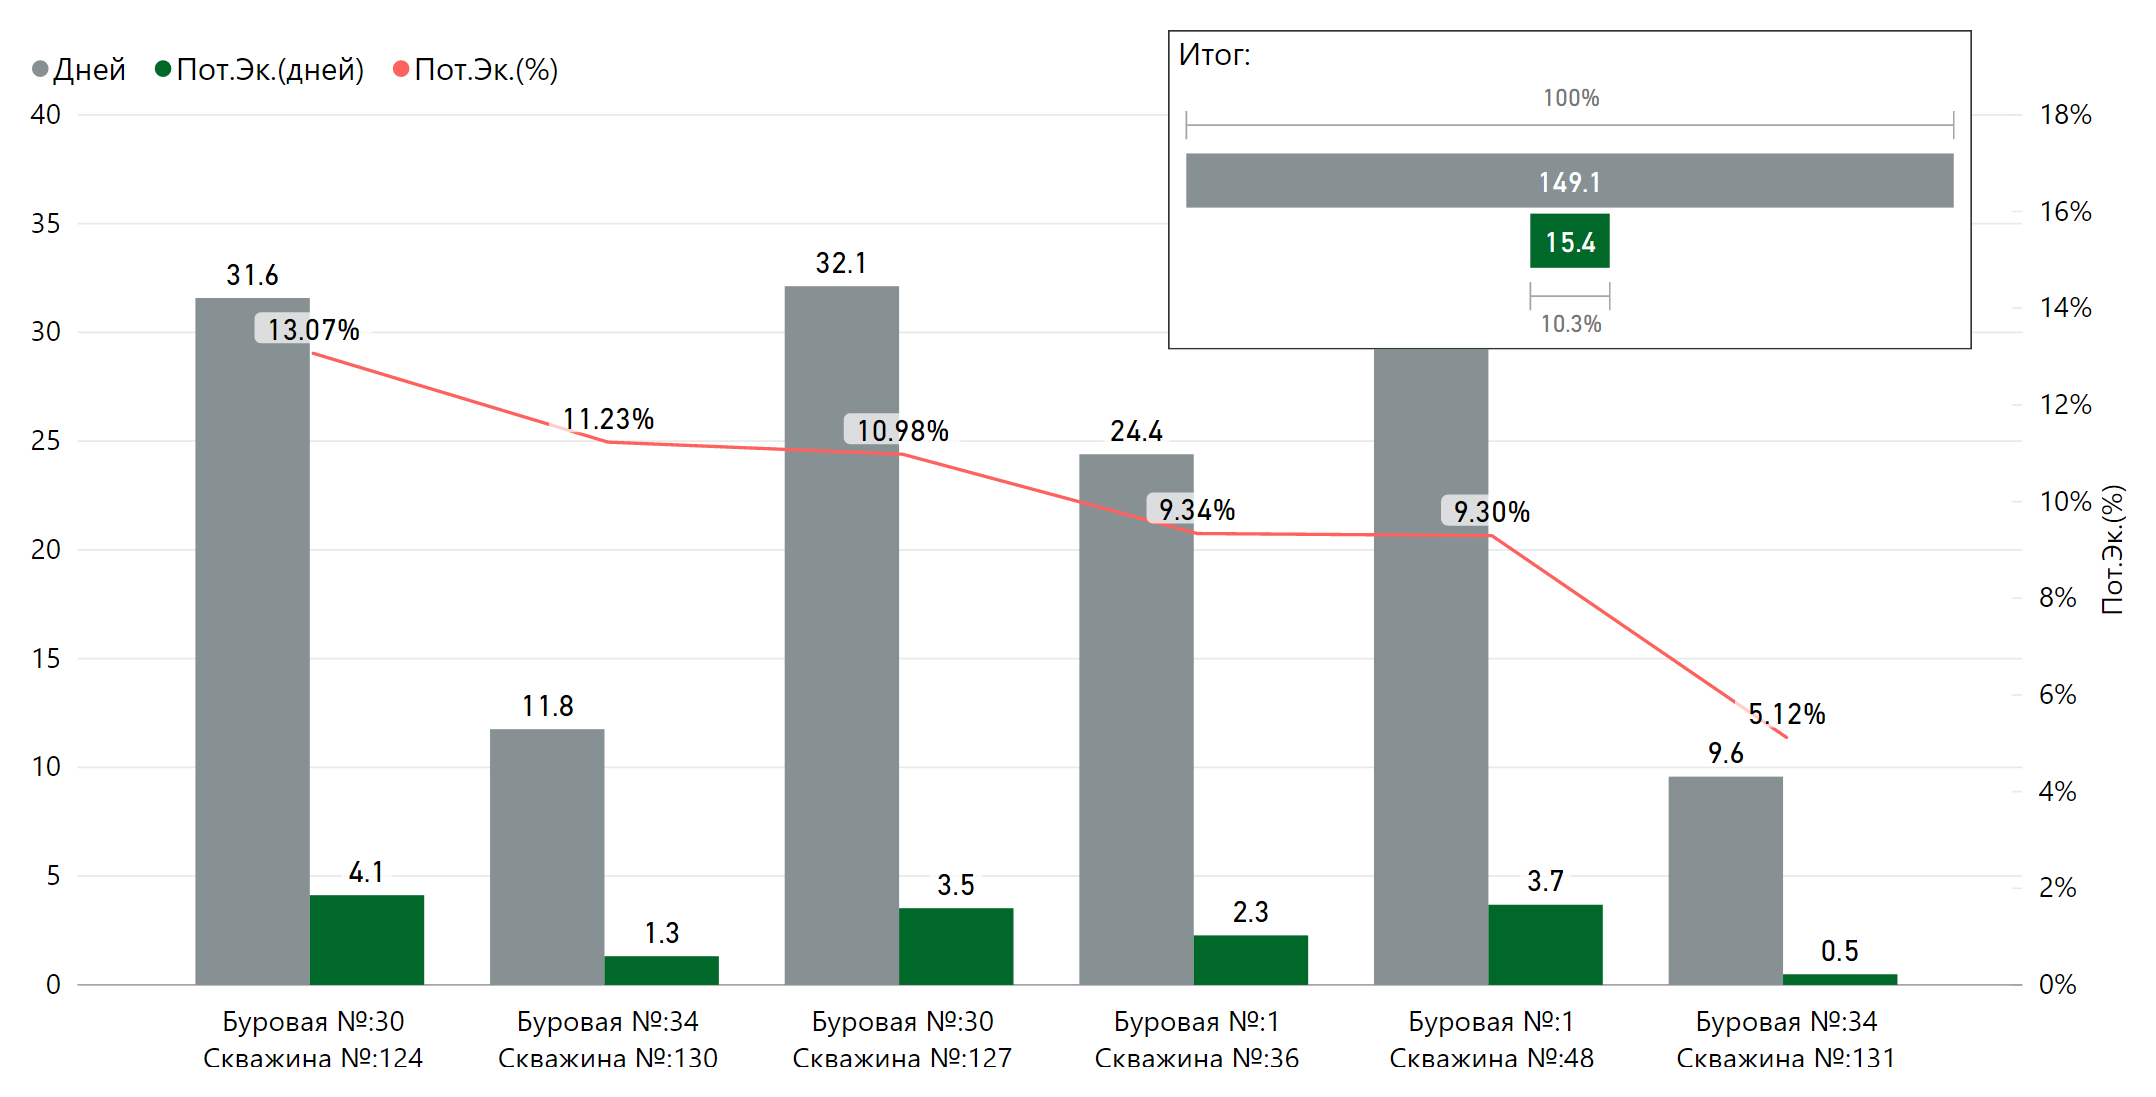 Дней Пот.Эк.(дней) Пот.Эк.(%)
Итог:
100%
149.1
15.4
10.3%
40
35
30
25
20
15
10
5
0
18%
16%
14%
12%
10%
8%
6%
4%
2%
0%
Пот.Эк.(%)
31.6
13.07%
4.1
11.23%
11.8
1.3
32.1
10.98%
3.5
24.4
9.34%
2.3
9.30%
3.7
5.12%
9.6
0.5
Буровая №:30
Скважина №:124
Буровая №:34
Скважина №:130
Буровая №:30
Скважина №:127
Буровая №:1
Скважина №:36
Буровая №:1
Скважина №:48
Буровая №:34
Скважина №:131